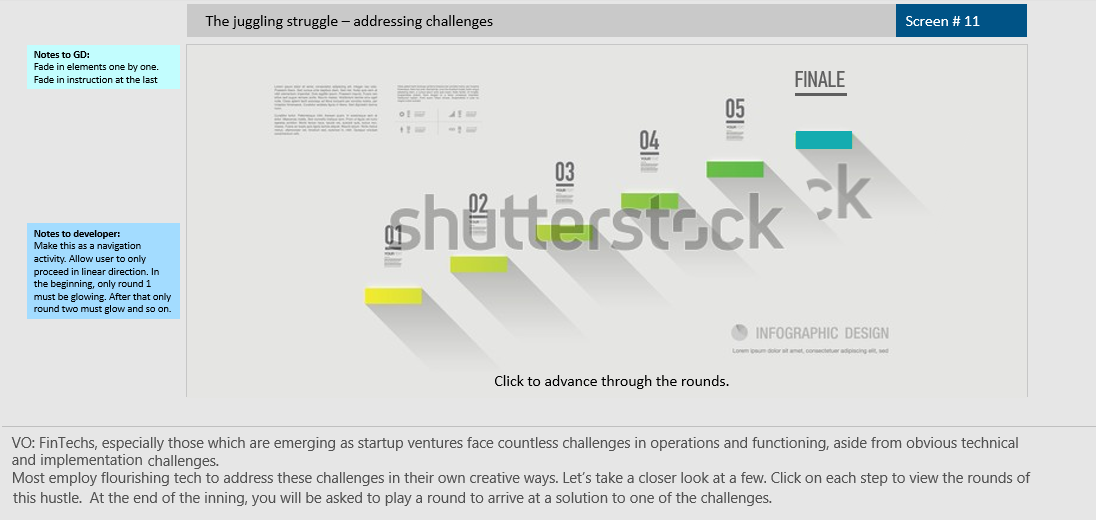 The juggling struggle – addressing challenges
Screen # 11
Notes to GD:
Fade in elements one by one.
Fade in instruction at the last
FINALE
05
04
03
02
01
shutterstock
ck
Notes to developer:
Make this as a navigation
activity. Allow user to only
proceed in linear direction. In
the beginning, only round 1
must be glowing. After that only
round two must glow and so on.
INFOGRAPHIC DESIGN
Lorem ipsum dolor sit amet, consectetuer adipiscing elit, sed
Click to advance through the rounds.
VO: FinTechs, especially those which are emerging as startup ventures face countless challenges in operations and functioning, aside from obvious technical
and implementation challenges.
Most employ flourishing tech to address these challenges in their own creative ways. Let’s take a closer look at a few. Click on each step to view the rounds of
this hustle. At the end of the inning, you will be asked to play a round to arrive at a solution to one of the challenges.